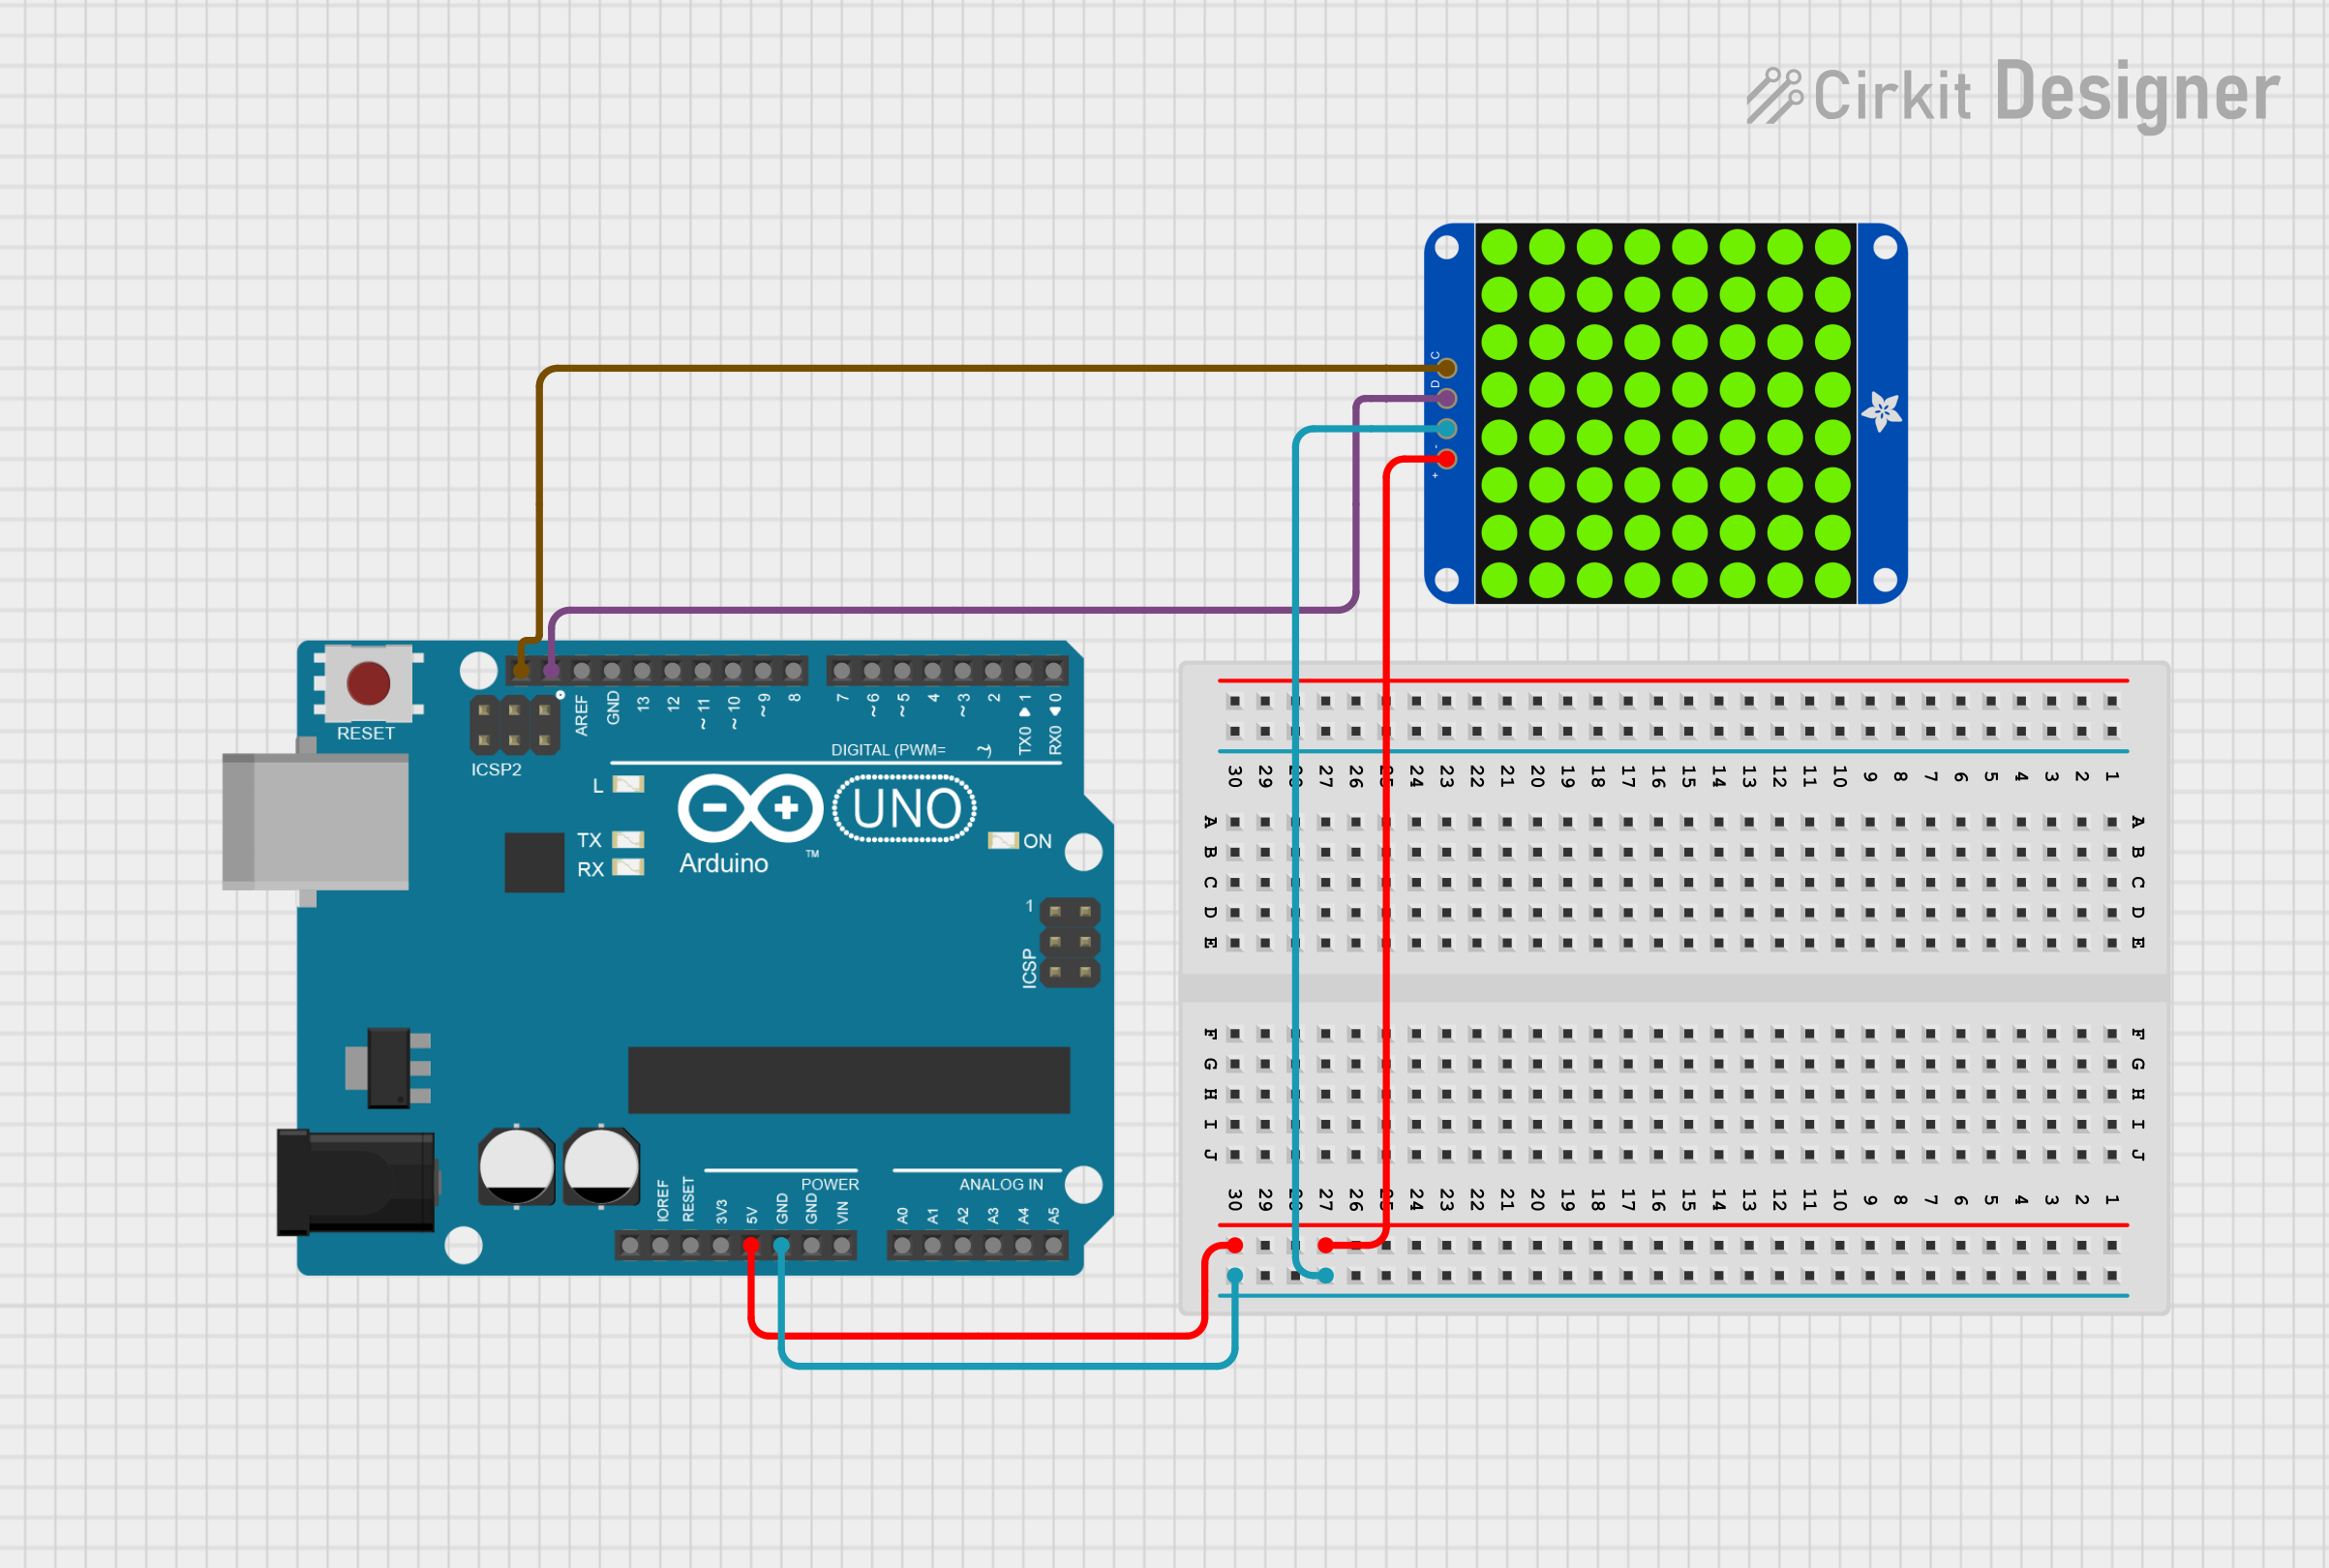 Cirkit Designer
C
D
-
+
RESET
ICSP2
AREF
GND
13
12
~ 11
~ 10
~ 9
8
7
~ 6
~ 5
4
~ 3
2
TX0 ▶ 1
RX0 ◀ 0
DIGITAL (PWM= ~)
L
TX
RX
UNO
Arduino
™
ON
1
ICSP
IOREF
RESET
3V3
5V
GND
GND
VIN
POWER
A0
A1
A2
A3
A4
A5
ANALOG IN
30 29 28 27 26 25 24 23 22 21 20 19 18 17 16 15 14 13 12 11 10 9 8 7 6 5 4 3 2 1
A A
B B
C C
D D
E E
F F
G G
H H
I I
J J
30 29 28 27 26 25 24 23 22 21 20 19 18 17 16 15 14 13 12 11 10 9 8 7 6 5 4 3 2 1